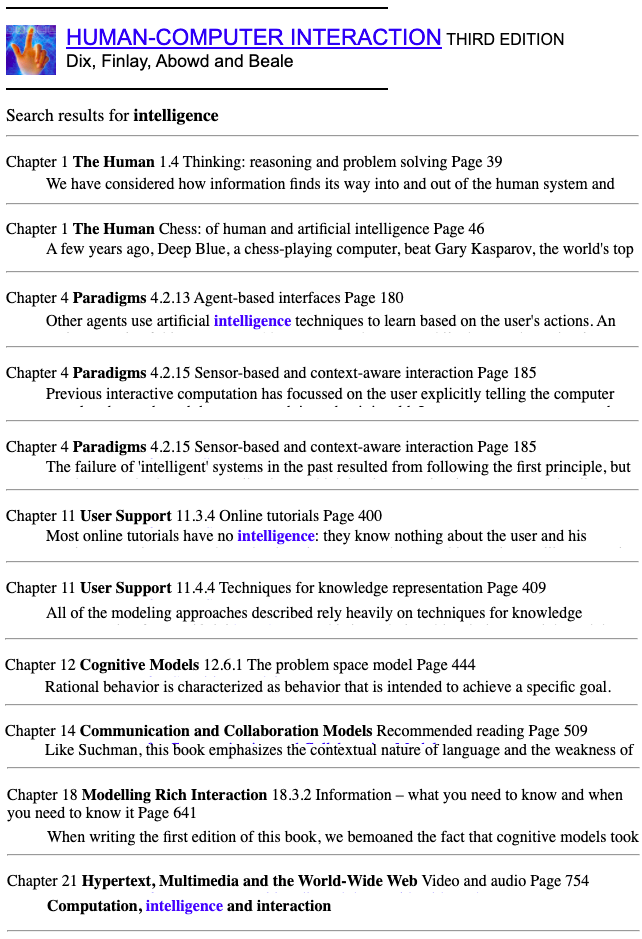 HUMAN-COMPUTER INTERACTION THIRD EDITION
Dix, Finlay, Abowd and Beale
Search results for intelligence
Chapter 1 The Human 1.4 Thinking: reasoning and problem solving Page 39
We have considered how information finds its way into and out of the human system and
Chapter 1 The Human Chess: of human and artificial intelligence Page 46
A few years ago, Deep Blue, a chess-playing computer, beat Gary Kasparov, the world's top
Chapter 4 Paradigms 4.2.13 Agent-based interfaces Page 180
Other agents use artificial intelligence techniques to learn based on the user's actions. An
Chapter 4 Paradigms 4.2.15 Sensor-based and context-aware interaction Page 185
Previous interactive computation has focussed on the user explicitly telling the computer
Chapter 4 Paradigms 4.2.15 Sensor-based and context-aware interaction Page 185
The failure of 'intelligent' systems in the past resulted from following the first principle, but
Chapter 11 User Support 11.3.4 Online tutorials Page 400
Most online tutorials have no intelligence: they know nothing about the user and his
Chapter 11 User Support 11.4.4 Techniques for knowledge representation Page 409
All of the modeling approaches described rely heavily on techniques for knowledge
Chapter 12 Cognitive Models 12.6.1 The problem space model Page 444
Rational behavior is characterized as behavior that is intended to achieve a specific goal.
Chapter 14 Communication and Collaboration Models Recommended reading Page 509
Like Suchman, this book emphasizes the contextual nature of language and the weakness of
Chapter 18 Modelling Rich Interaction 18.3.2 Information – what you need to know and when
you need to know it Page 641
When writing the first edition of this book, we bemoaned the fact that cognitive models took
Chapter 21 Hypertext, Multimedia and the World-Wide Web Video and audio Page 754
Computation, intelligence and interaction